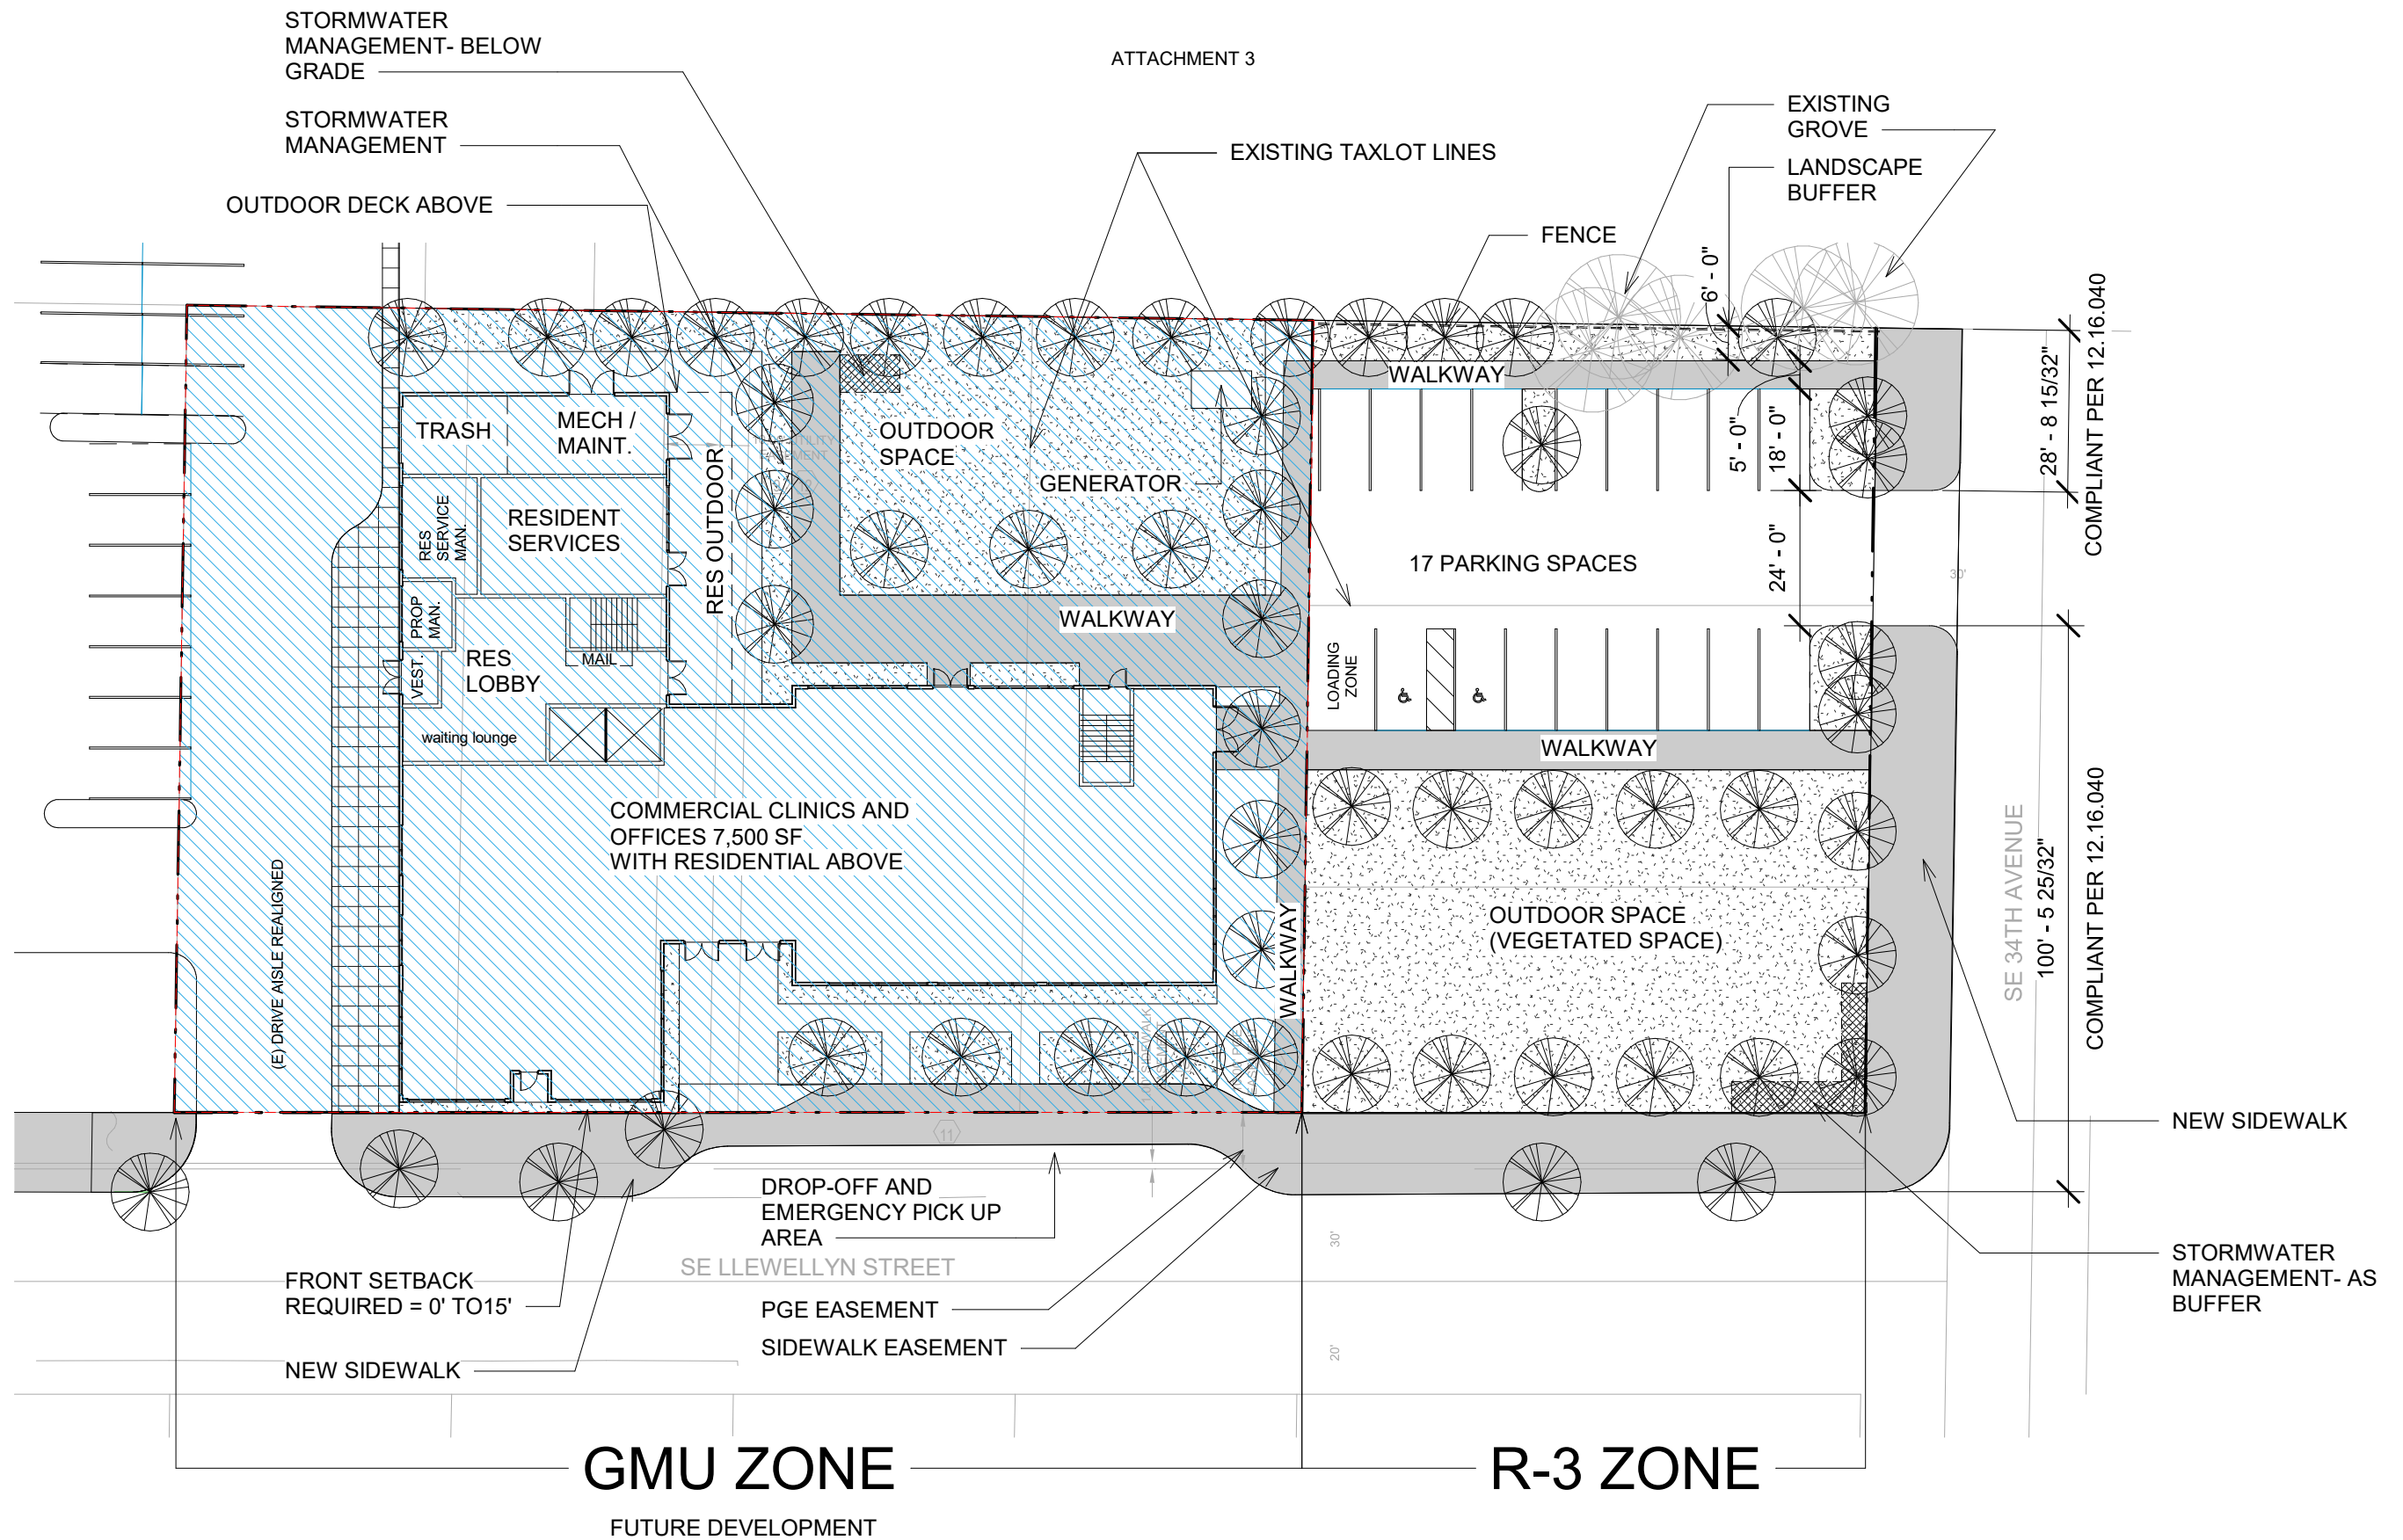 STORMWATER
MANAGEMENT- BELOW
GRADE
ATTACHMENT 3
STORMWATER
MANAGEMENT
EXISTING
GROVE
EXISTING TAXLOT LINES
LANDSCAPE
BUFFER
OUTDOOR DECK ABOVE
FENCE
6' - 0"
28' - 8 15/32"
COMPLIANT PER 12.16.040
WALKWAY
5' - 0"
18' - 0"
TRASH
MECH /
MAINT.
OUTDOOR
SPACE
GENERATOR
RES OUTDOOR
RES
SERVICE
MAN.
RESIDENT
SERVICES
17 PARKING SPACES
24' - 0"
30'
PROP
MAN.
WALKWAY
VEST.
RES
LOBBY
MAIL
LOADING
ZONE
waiting lounge
WALKWAY
COMMERCIAL CLINICS AND
OFFICES 7,500 SF
WITH RESIDENTIAL ABOVE
(E) DRIVE AISLE REALIGNED
WALKWAY
OUTDOOR SPACE
(VEGETATED SPACE)
SE 34TH AVENUE
100' - 5 25/32"
COMPLIANT PER 12.16.040
NEW SIDEWALK
11
DROP-OFF AND
EMERGENCY PICK UP
AREA
30'
SE LLEWELLYN STREET
STORMWATER
MANAGEMENT- AS
BUFFER
FRONT SETBACK
REQUIRED = 0' TO15'
PGE EASEMENT
SIDEWALK EASEMENT
20'
NEW SIDEWALK
GMU ZONE
R-3 ZONE
FUTURE DEVELOPMENT